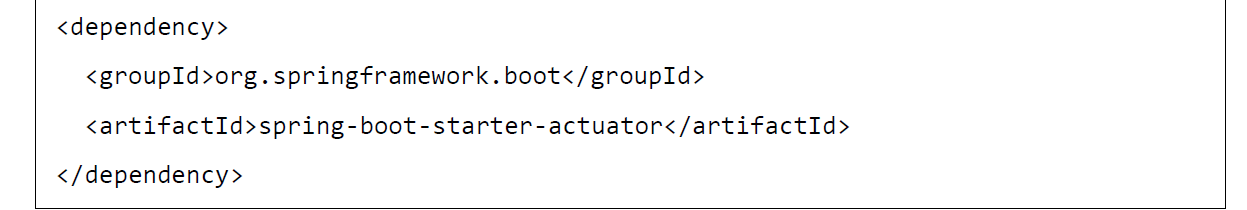 <dependency>
<groupId>org.springframework.boot</groupId>
<artifactId>spring-boot-starter-actuator</artifactId>
</dependency>